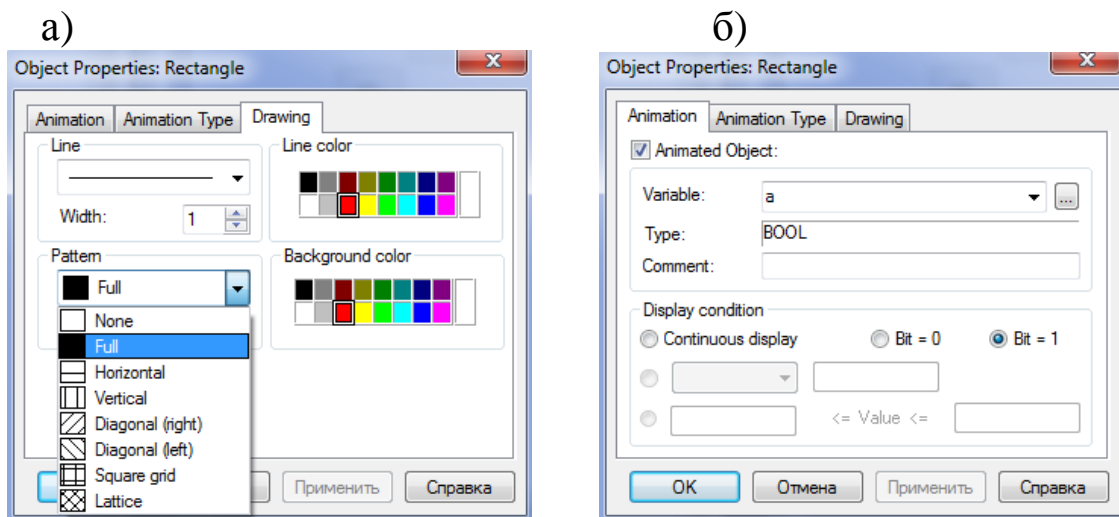 а)
Object Properties: Rectangle
Animation Animation Type Drawing
Line
Line color
Width: 1
Pattern
Background color
Full
None
Full
Horizontal
Vertical
Diagonal (right)
Diagonal (left)
Square grid
Lattice
Применить Справка
б)
Object Properties: Rectangle
Animation Animation Type Drawing
Animated Object:
Variable: a ...
Type: BOOL
Comment:
Display condition
Continuous display Bit = 0 Bit = 1
<= Value <=
OK Отмена Применить Справка